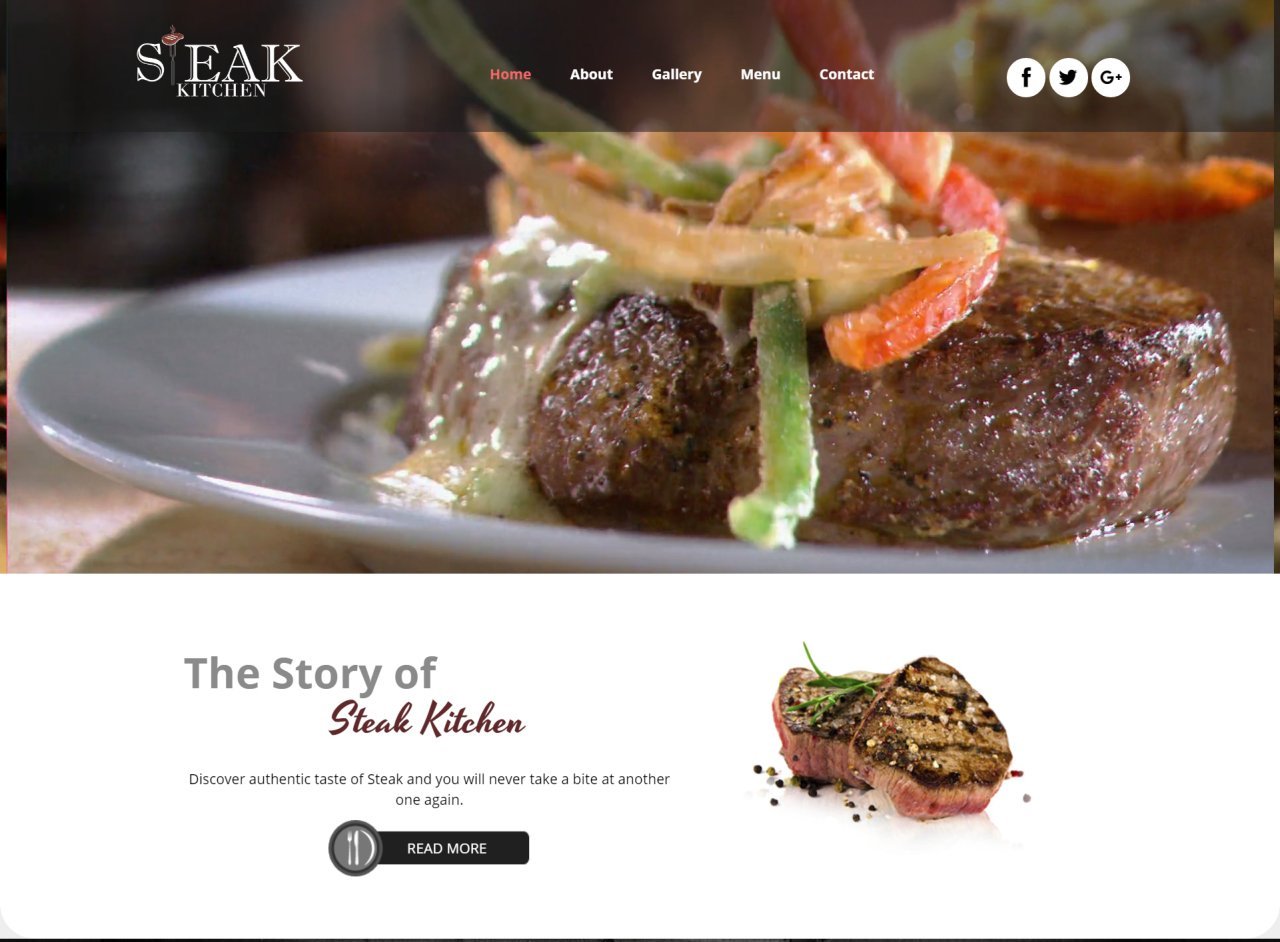 STEAK
KITCHEN
Home About Gallery Menu Contact
f G+
The Story of
Steak Kitchen
Discover authentic taste of Steak and you will never take a bite at another
one again.
READ MORE